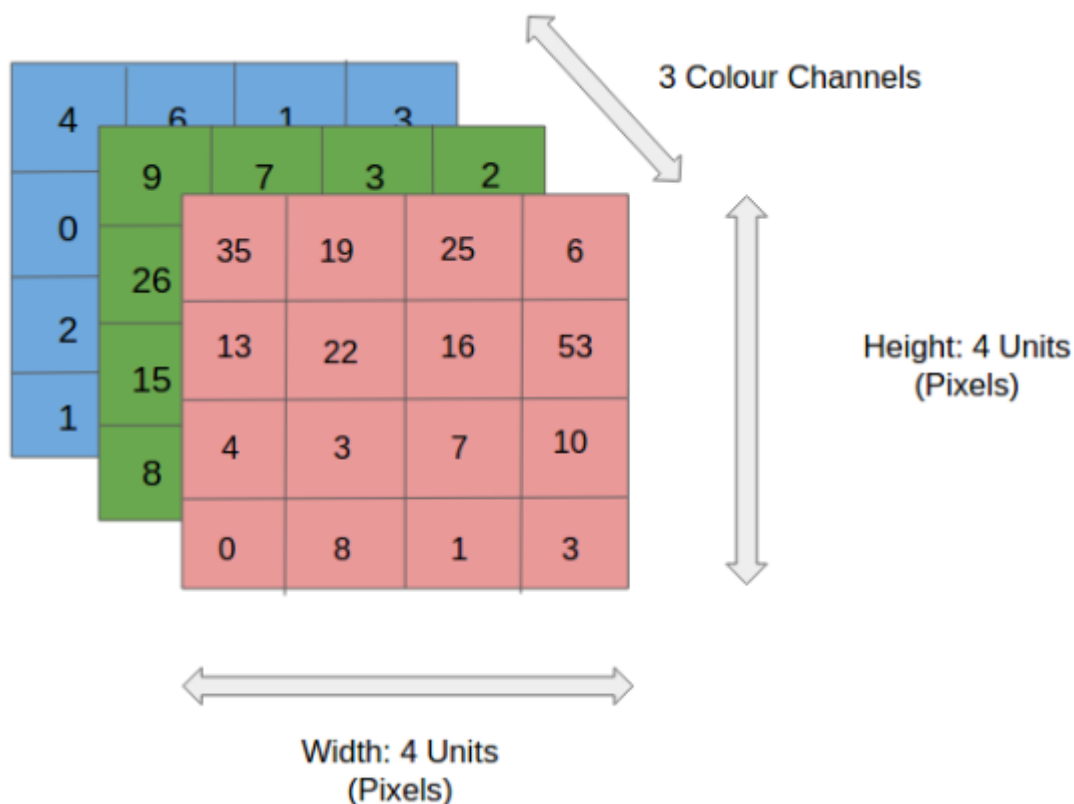 3 Colour Channels
4 6 1 3
0
2
1
9 7 3 2
26
15
8
35 19 25 6
13 22 16 53
4 3 7 10
0 8 1 3
Height: 4 Units
(Pixels)
Width: 4 Units
(Pixels)